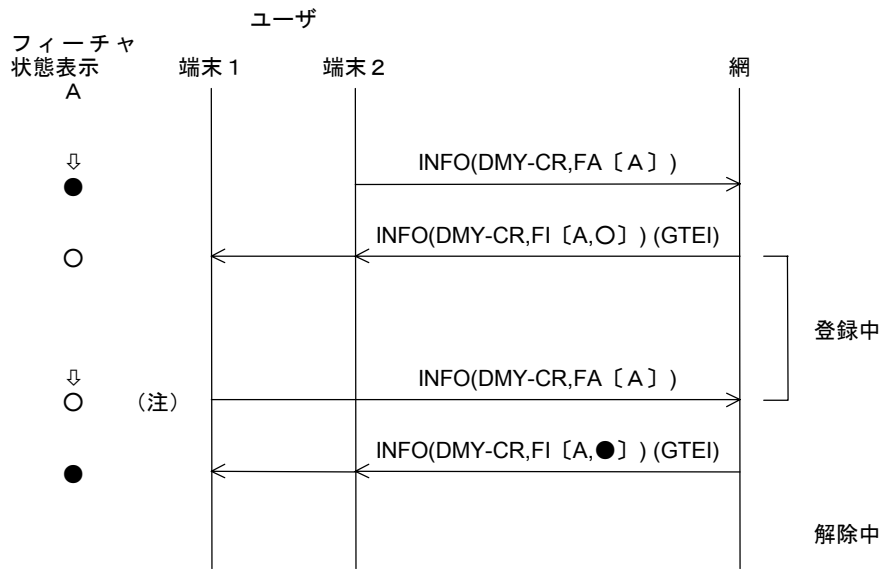 ユーザ
フィーチャ
状態表示 端末1 端末2 網
A
⇩ INFO(DMY-CR,FA〔A〕)
●
INFO(DMY-CR,FI〔A,○〕) (GTEI)
○
登録中
⇩ INFO(DMY-CR,FA〔A〕)
○ (注)
INFO(DMY-CR,FI〔A,●〕) (GTEI)
●
解除中